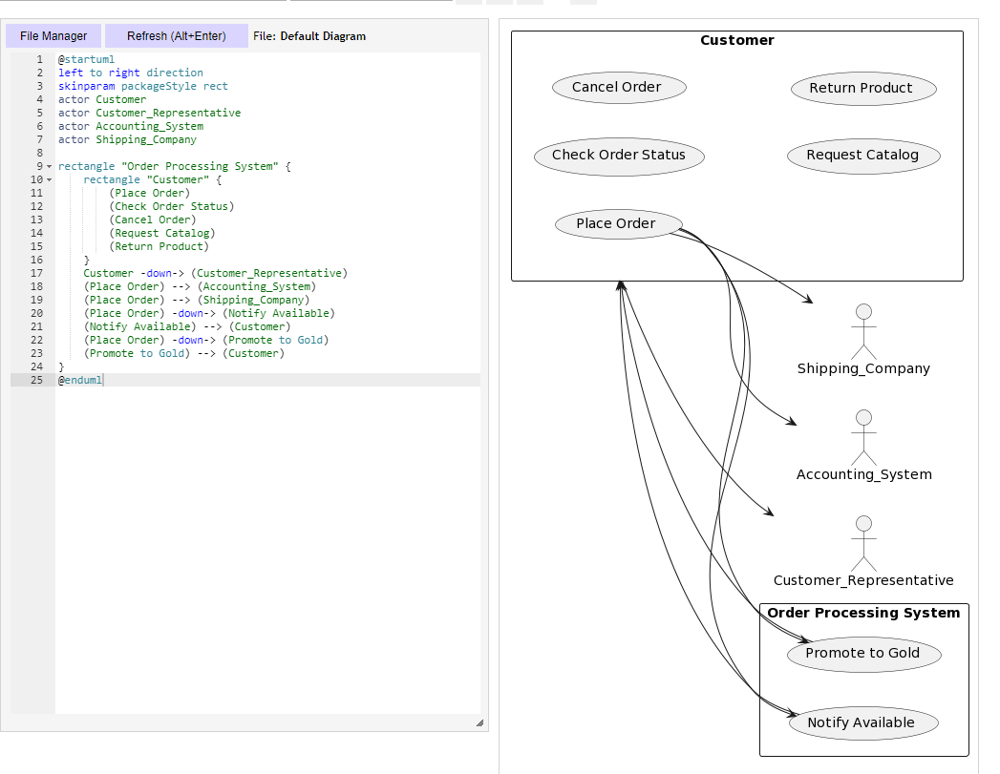 File Manager Refresh (Alt+Enter) File: Default Diagram
1 @startuml
2 left to right direction
3 skinparam packageStyle rect
4 actor Customer
5 actor Customer_Representative
6 actor Accounting_System
7 actor Shipping_Company
8
9 rectangle "Order Processing System" {
10 rectangle "Customer" {
11 (Place Order)
12 (Check Order Status)
13 (Cancel Order)
14 (Request Catalog)
15 (Return Product)
16 }
17 Customer -down-> (Customer_Representative)
18 (Place Order) --> (Accounting_System)
19 (Place Order) --> (Shipping_Company)
20 (Place Order) -down-> (Notify Available)
21 (Notify Available) --> (Customer)
22 (Place Order) -down-> (Promote to Gold)
23 (Promote to Gold) --> (Customer)
24 }
25 @enduml
Customer
Cancel Order Return Product
Check Order Status Request Catalog
Place Order
Shipping_Company
Accounting_System
Customer_Representative
Order Processing System
Promote to Gold
Notify Available